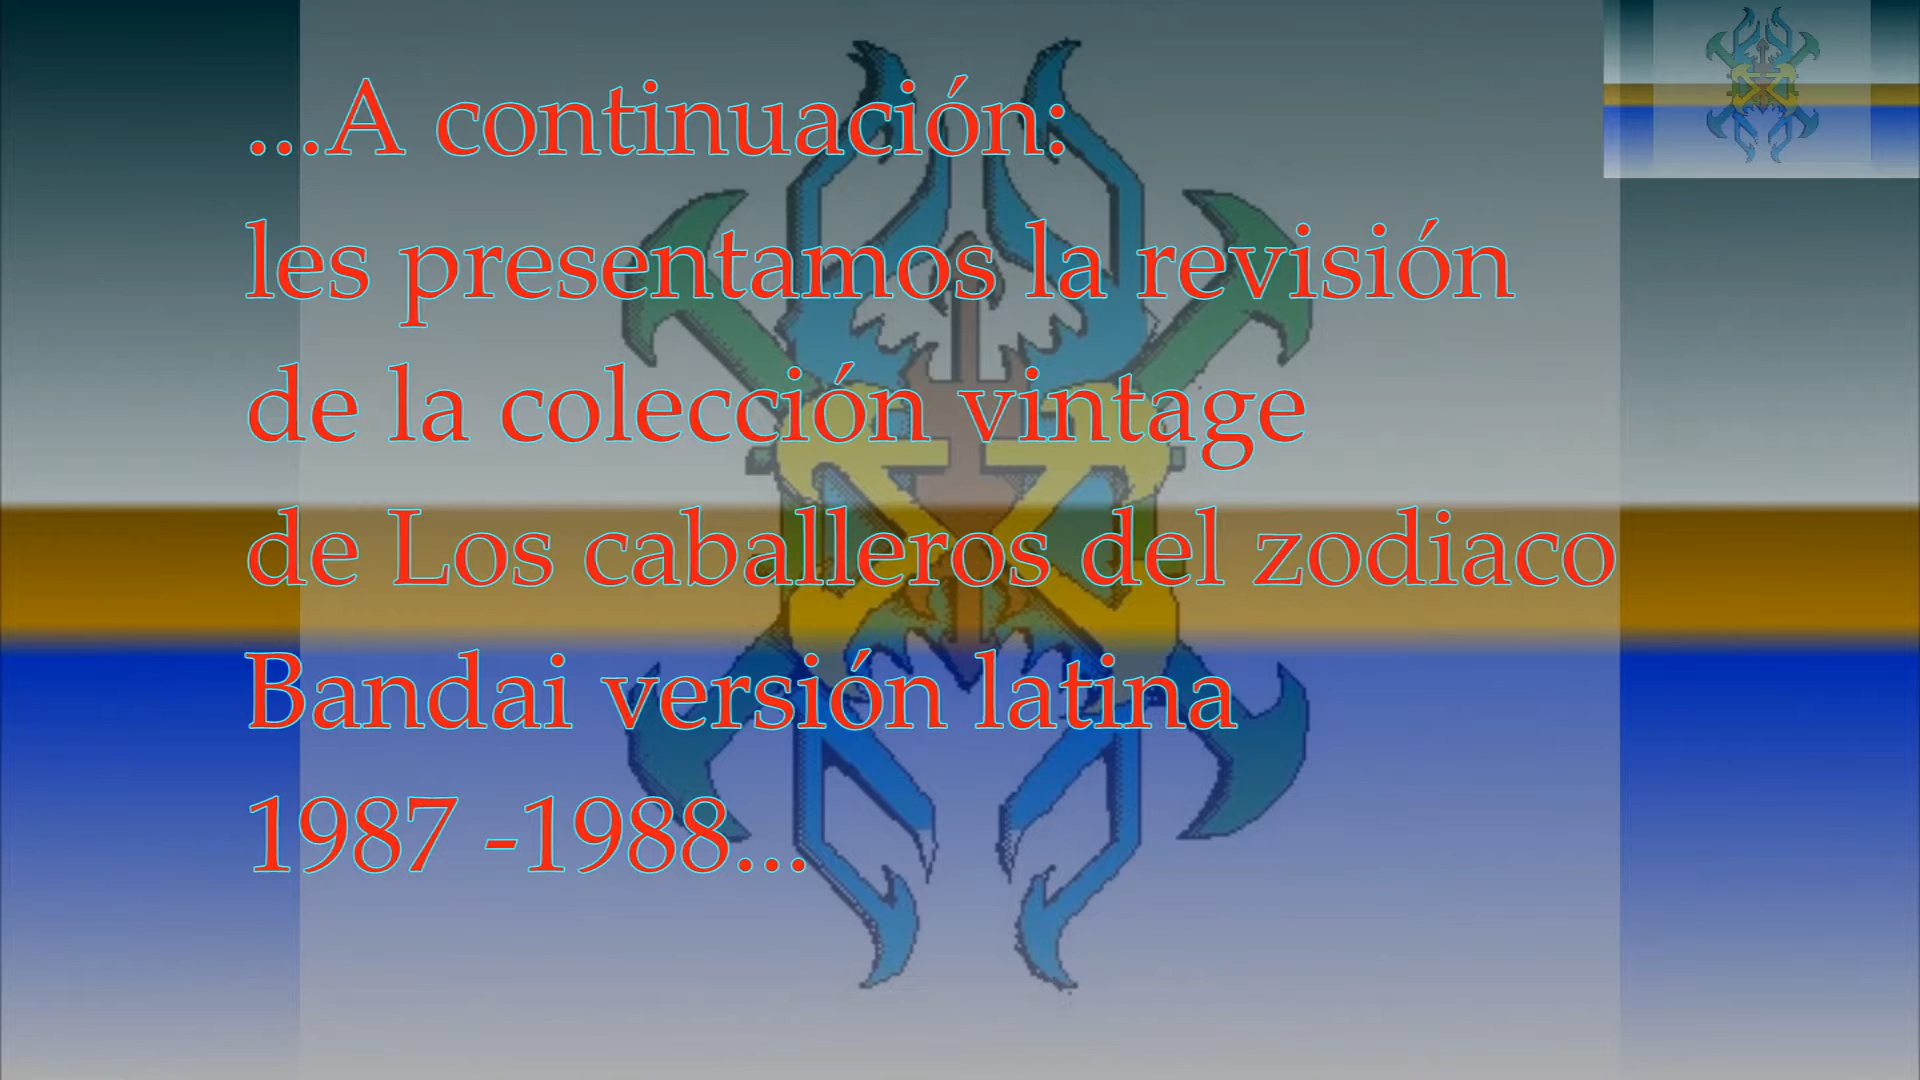 ...A continuación:
les presentamos la revisión
de la colección vintage
de Los caballeros del zodiaco
Bandai versión latina
1987 -1988...